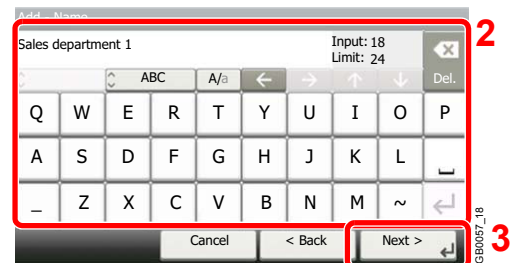 Add - Name
Sales department 1
Input: 18
Limit: 24
ABC
A/a
Del.
Q W E R T Y U I O P
A S D F G H J K L
_ Z X C V B N M ~
Cancel
< Back
Next >
2
3
GB0057_18